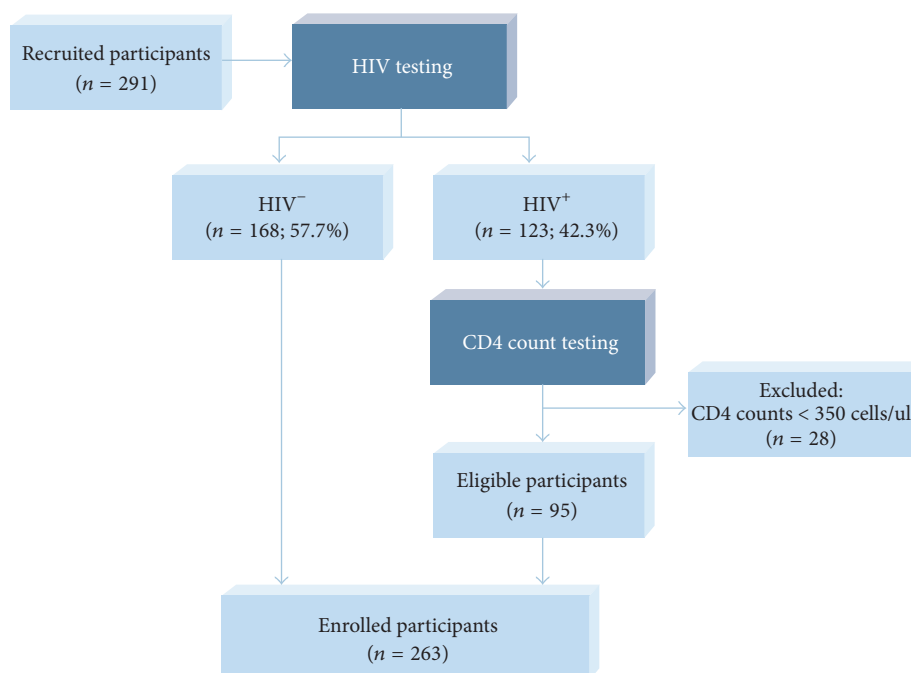 Recruited participants
(n = 291)
HIV testing
HIV⁻
(n = 168; 57.7%)
HIV⁺
(n = 123; 42.3%)
CD4 count testing
Excluded:
CD4 counts < 350 cells/ul
(n = 28)
Eligible participants
(n = 95)
Enrolled participants
(n = 263)